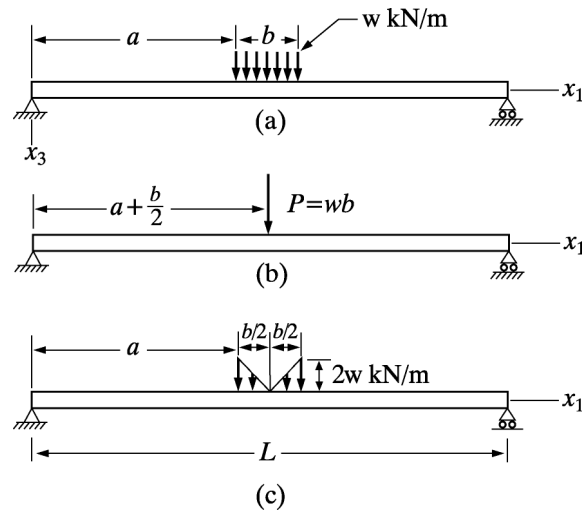 a b w kN/m
x₁
(a)
x₃
a + b/2 P=wb
x₁
(b)
b/2 b/2
a 2w kN/m
x₁
L
(c)